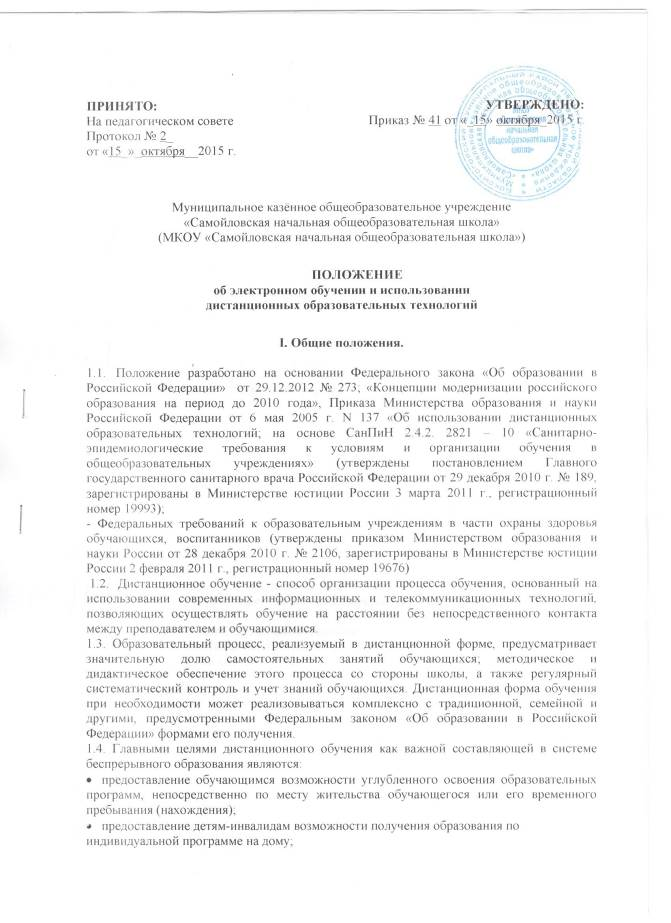 ПРИНЯТО:
УТВЕРЖДЕНО:
На педагогическом совете
Приказ № 41 от « 15» октября 2015 г.
Протокол № 2
от «15 » октября 2015 г.
начальная
общеобразовательная
школа»
Муниципальное казенное общеобразовательное учреждение
«Самойловская начальная общеобразовательная школа»
(МКОУ «Самойловская начальная общеобразовательная школа»)
ПОЛОЖЕНИЕ
об электронном обучении и использовании
дистанционных образовательных технологий
I. Общие положения.
1.1. Положение разработано на основании Федерального закона «Об образовании в
Российской Федерации» от 29.12.2012 № 273, «Концепции модернизации российского
образования на период до 2010 года», Приказа Министерства образования и науки
Российской Федерации от 6 мая 2005 г. N 137 «Об использовании дистанционных
образовательных технологий; на основе СанПиН 2.4.2. 2821 – 10 «Санитарно-
эпидемиологические требования к условиям и организации обучения в
общеобразовательных учреждениях» (утверждены постановлением Главного
государственного санитарного врача Российской Федерации от 29 декабря 2010 г. № 189,
зарегистрированы в Министерстве юстиции России 3 марта 2011 г., регистрационный
номер 19993);
- Федеральных требований к образовательным учреждениям в части охраны здоровья
обучающихся, воспитанников (утверждены приказом Министерством образования и
науки России от 28 декабря 2010 г. № 2106, зарегистрированы в Министерстве юстиции
России 2 февраля 2011 г., регистрационный номер 19676)
1.2. Дистанционное обучение - способ организации процесса обучения, основанный на
использовании современных информационных и телекоммуникационных технологий,
позволяющих осуществлять обучение на расстоянии без непосредственного контакта
между преподавателем и обучающимися.
1.3. Образовательный процесс, реализуемый в дистанционной форме, предусматривает
значительную долю самостоятельных занятий обучающихся; методическое и
дидактическое обеспечение этого процесса со стороны школы, а также регулярный
систематический контроль и учет знаний обучающихся. Дистанционная форма обучения
при необходимости может реализовываться комплексно с традиционной, семейной и
другими, предусмотренными Федеральным законом «Об образовании в Российской
Федерации» формами его получения.
1.4. Главными целями дистанционного обучения как важной составляющей в системе
беспрерывного образования являются:
• предоставление обучающимся возможности углубленного освоения образовательных
программ, непосредственно по месту жительства обучающегося или его временного
пребывания (нахождения);
• предоставление детям-инвалидам возможности получения образования по
индивидуальной программе на дому;